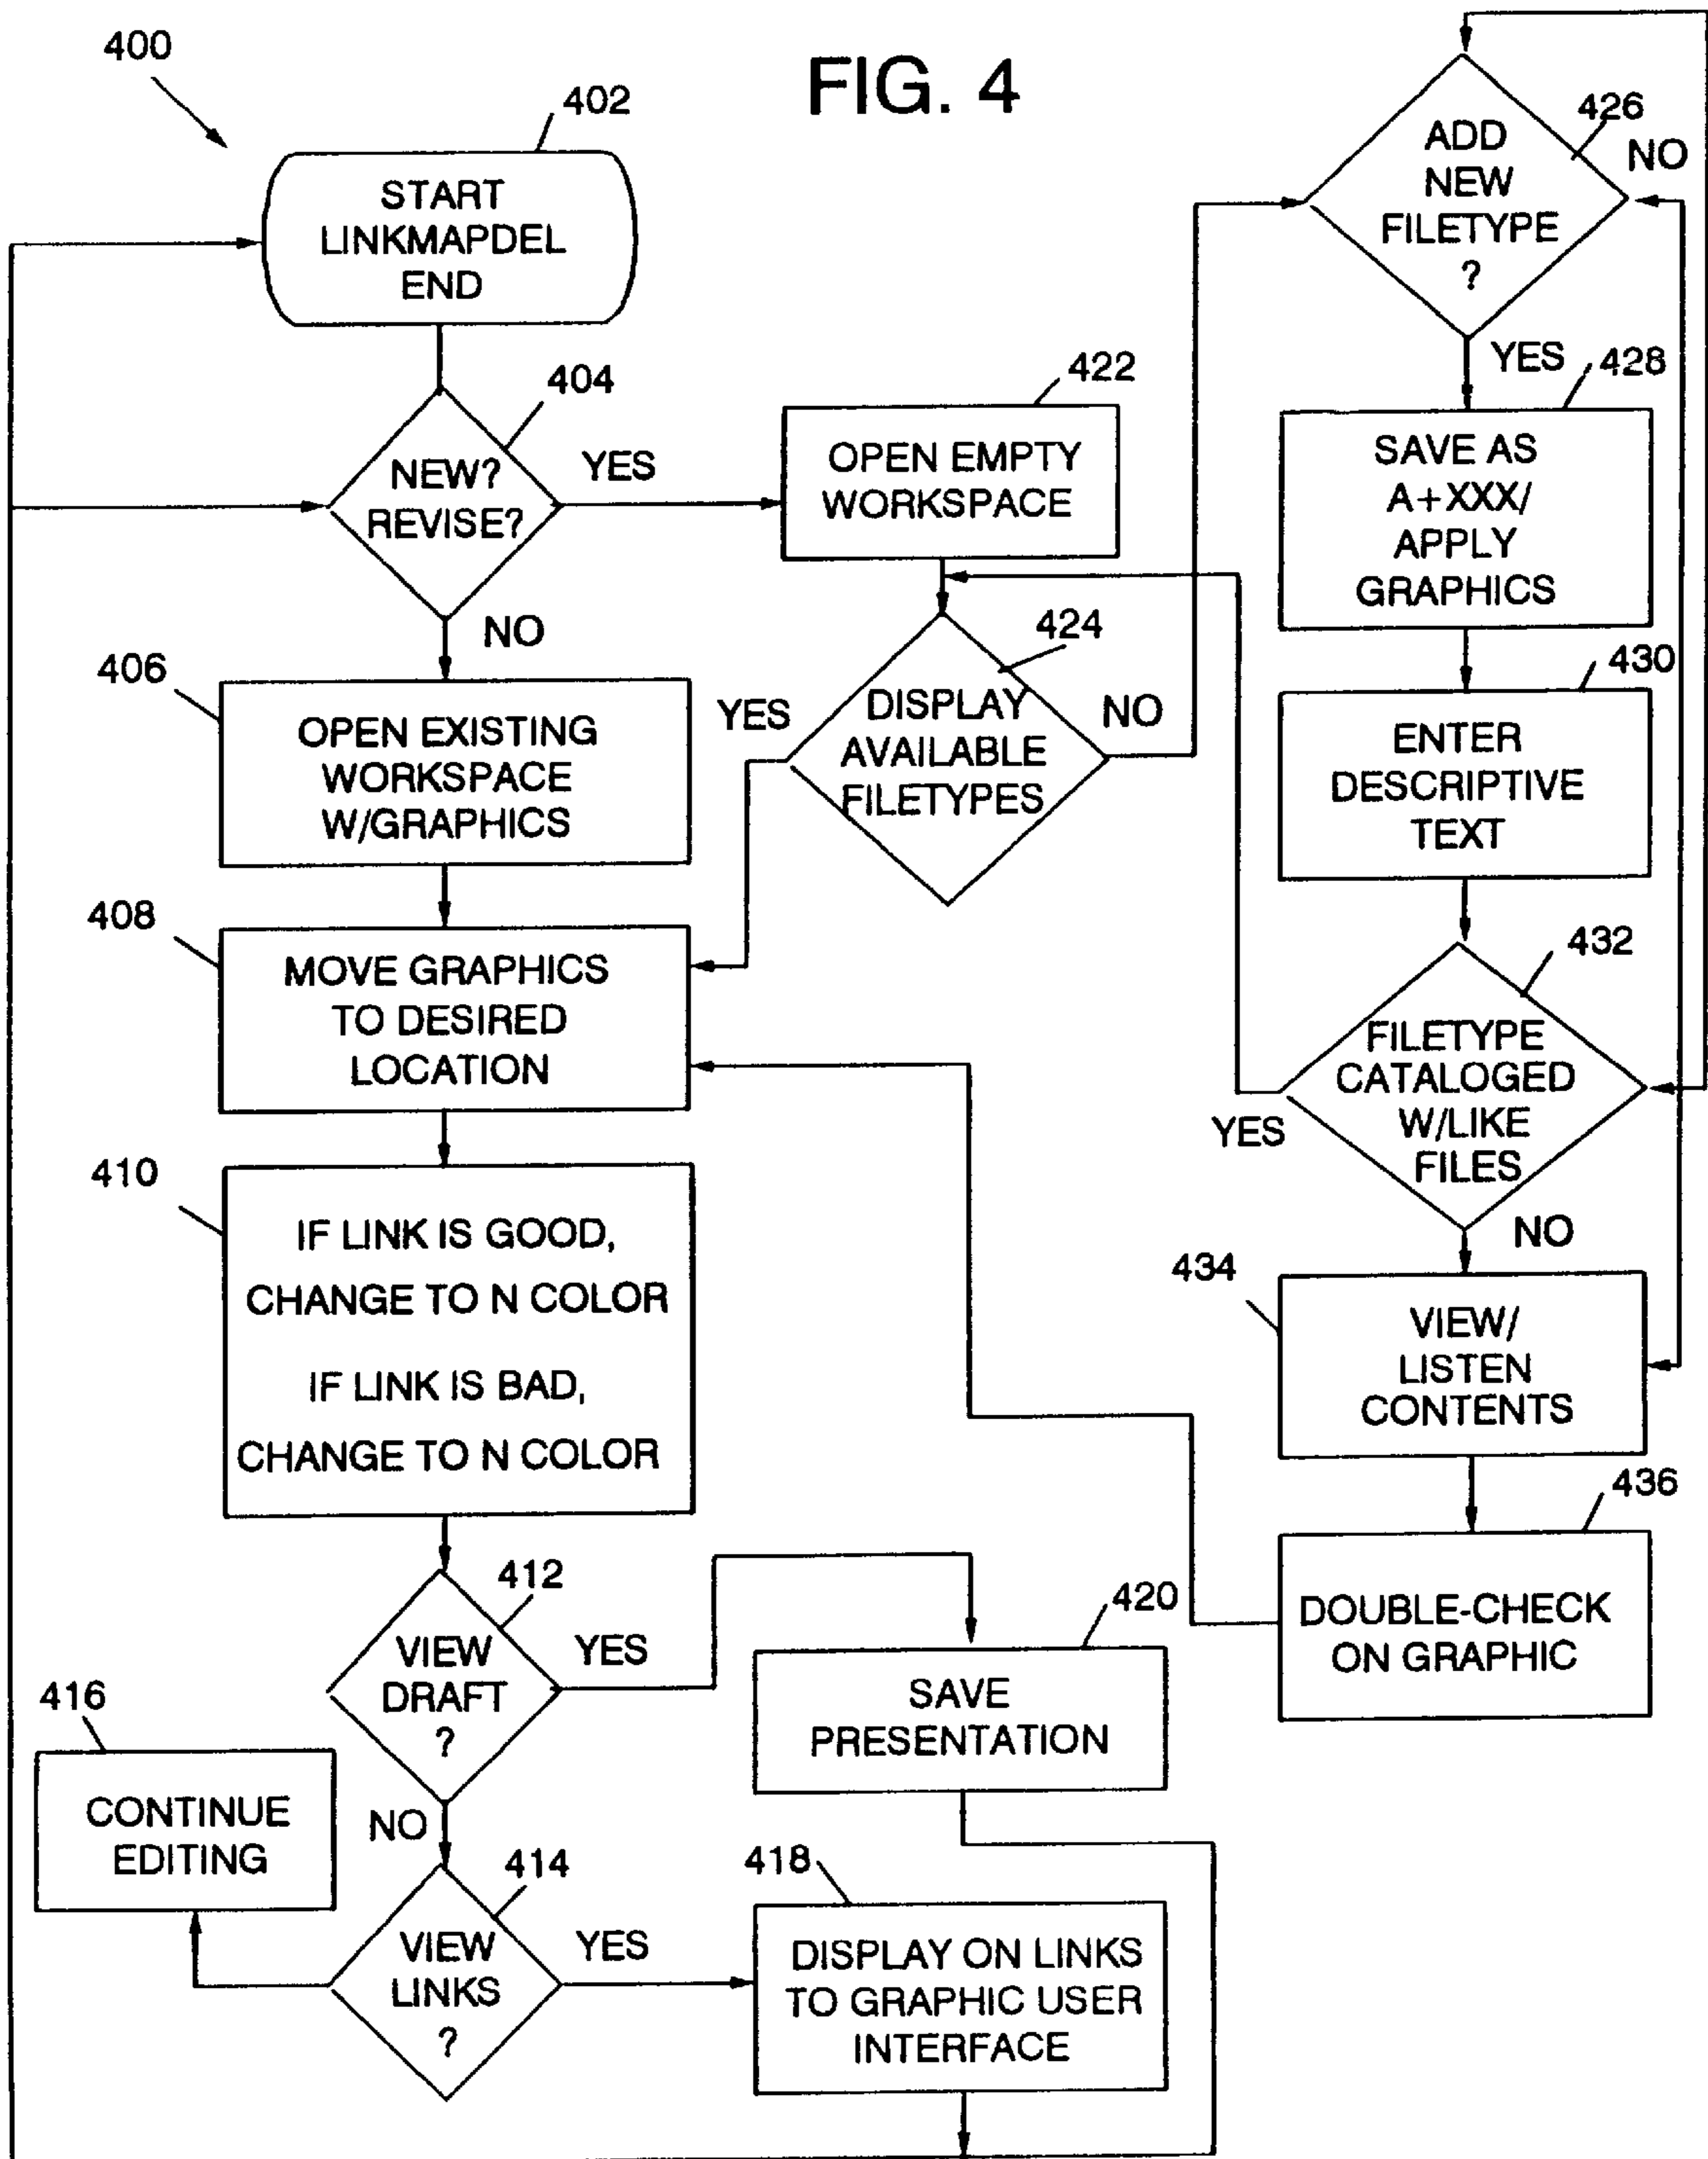 FIG. 4
400
402
START
LINKMAPDEL
END
404
NEW?
REVISE?
YES
NO
406
OPEN EXISTING
WORKSPACE
W/GRAPHICS
408
MOVE GRAPHICS
TO DESIRED
LOCATION
410
IF LINK IS GOOD,
CHANGE TO N COLOR
IF LINK IS BAD,
CHANGE TO N COLOR
412
VIEW
DRAFT
?
YES
NO
414
VIEW
LINKS
?
YES
416
CONTINUE
EDITING
418
DISPLAY ON LINKS
TO GRAPHIC USER
INTERFACE
420
SAVE
PRESENTATION
422
OPEN EMPTY
WORKSPACE
424
DISPLAY
AVAILABLE
FILETYPES
YES
NO
426
ADD
NEW
FILETYPE
?
NO
YES
428
SAVE AS
A+XXX/
APPLY
GRAPHICS
430
ENTER
DESCRIPTIVE
TEXT
432
FILETYPE
CATALOGED
W/LIKE
FILES
YES
NO
434
VIEW/
LISTEN
CONTENTS
436
DOUBLE-CHECK
ON GRAPHIC